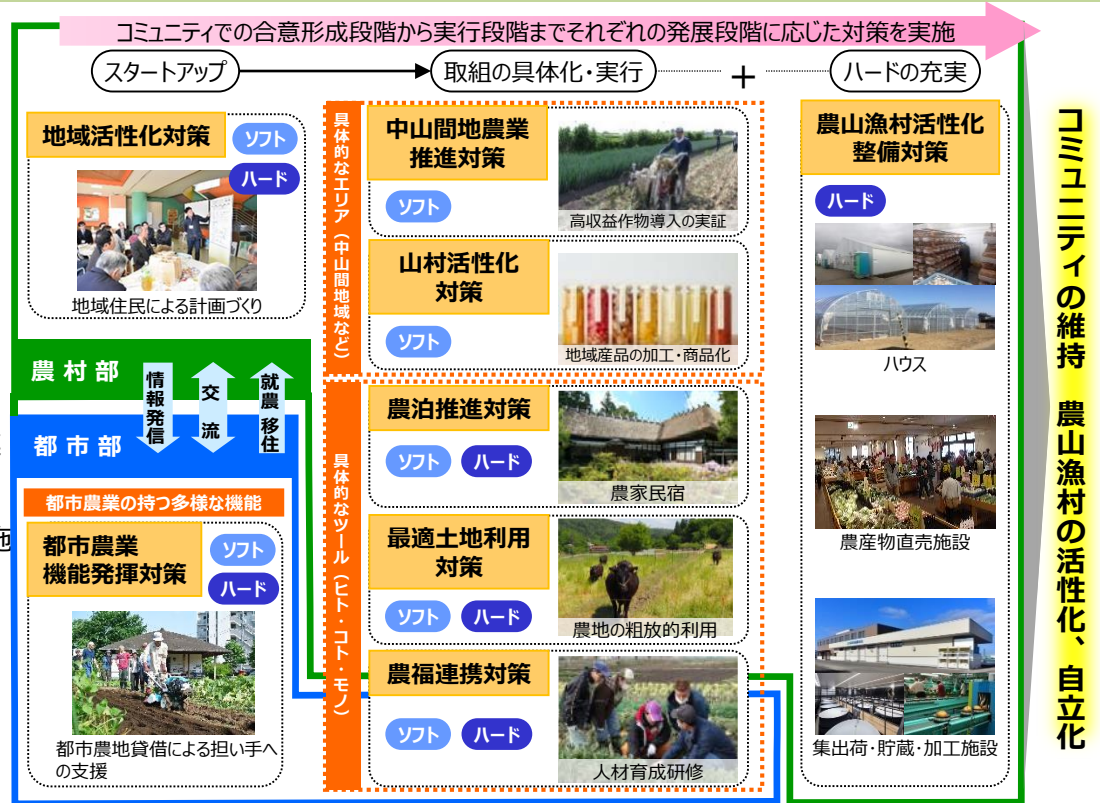 コミュニティでの合意形成段階から実行段階までそれぞれの発展段階に応じた対策を実施
スタートアップ
取組の具体化・実行
＋
ハードの充実
地域活性化対策
ソフト
ハード
地域住民による計画づくり
農村部
情報発信
交流
就農 移住
都市部
都市農業の持つ多様な機能
都市農業
機能発揮対策
ソフト
ハード
都市農地貸借による担い手へ
の支援
具体的なエリア（中山間地域など）
中山間地農業
推進対策
ソフト
高収益作物導入の実証
山村活性化
対策
ソフト
地域産品の加工・商品化
具体的なツール（ヒト・コト・モノ）
農泊推進対策
ソフト
ハード
農家民宿
最適土地利用
対策
ソフト
ハード
農地の粗放的利用
農福連携対策
ソフト
ハード
人材育成研修
農山漁村活性化
整備対策
ハード
ハウス
農産物直売施設
集出荷・貯蔵・加工施設
コミュニティの維持 農山漁村の活性化、自立化